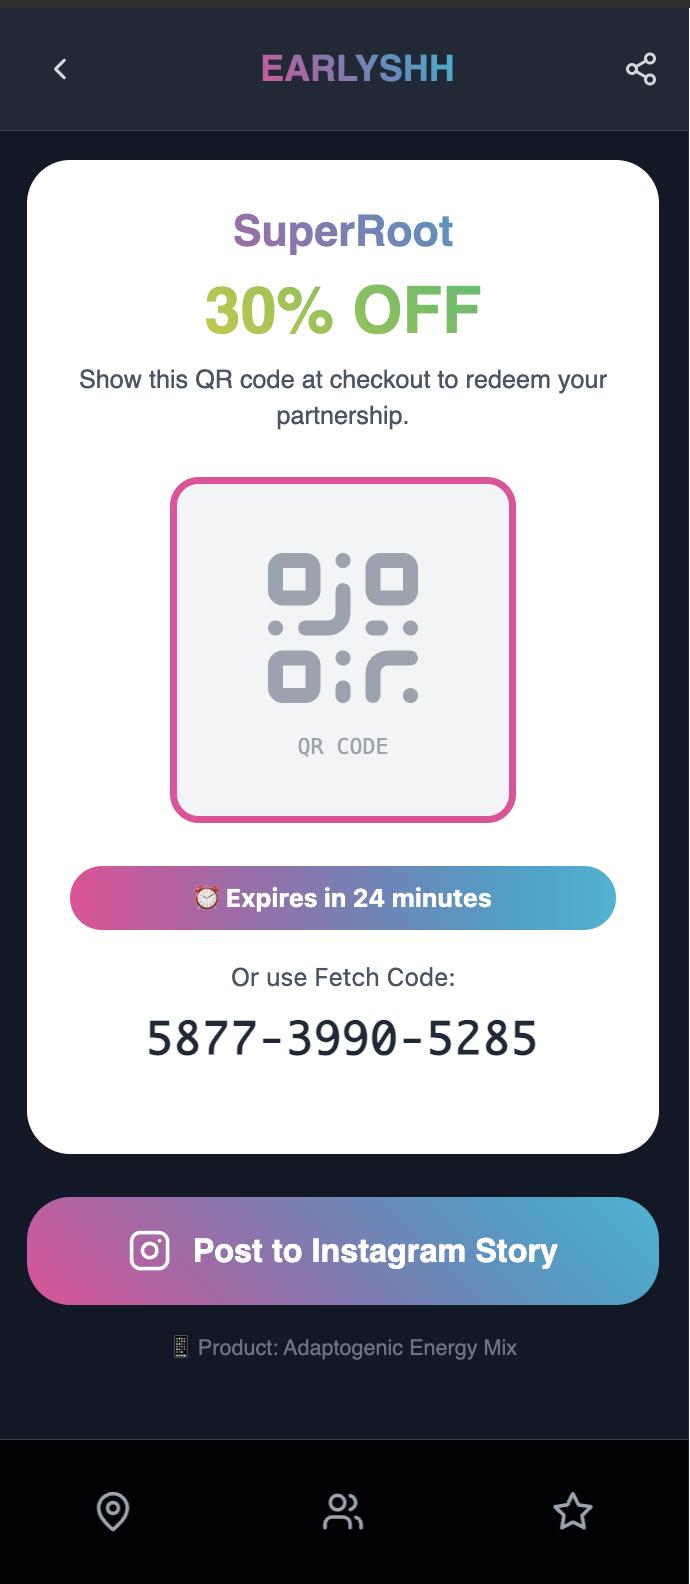 EARLYSHH
SuperRoot
30% OFF
Show this QR code at checkout to redeem your
partnership.
QR CODE
⏰ Expires in 24 minutes
Or use Fetch Code:
5877-3990-5285
Post to Instagram Story
📱 Product: Adaptogenic Energy Mix